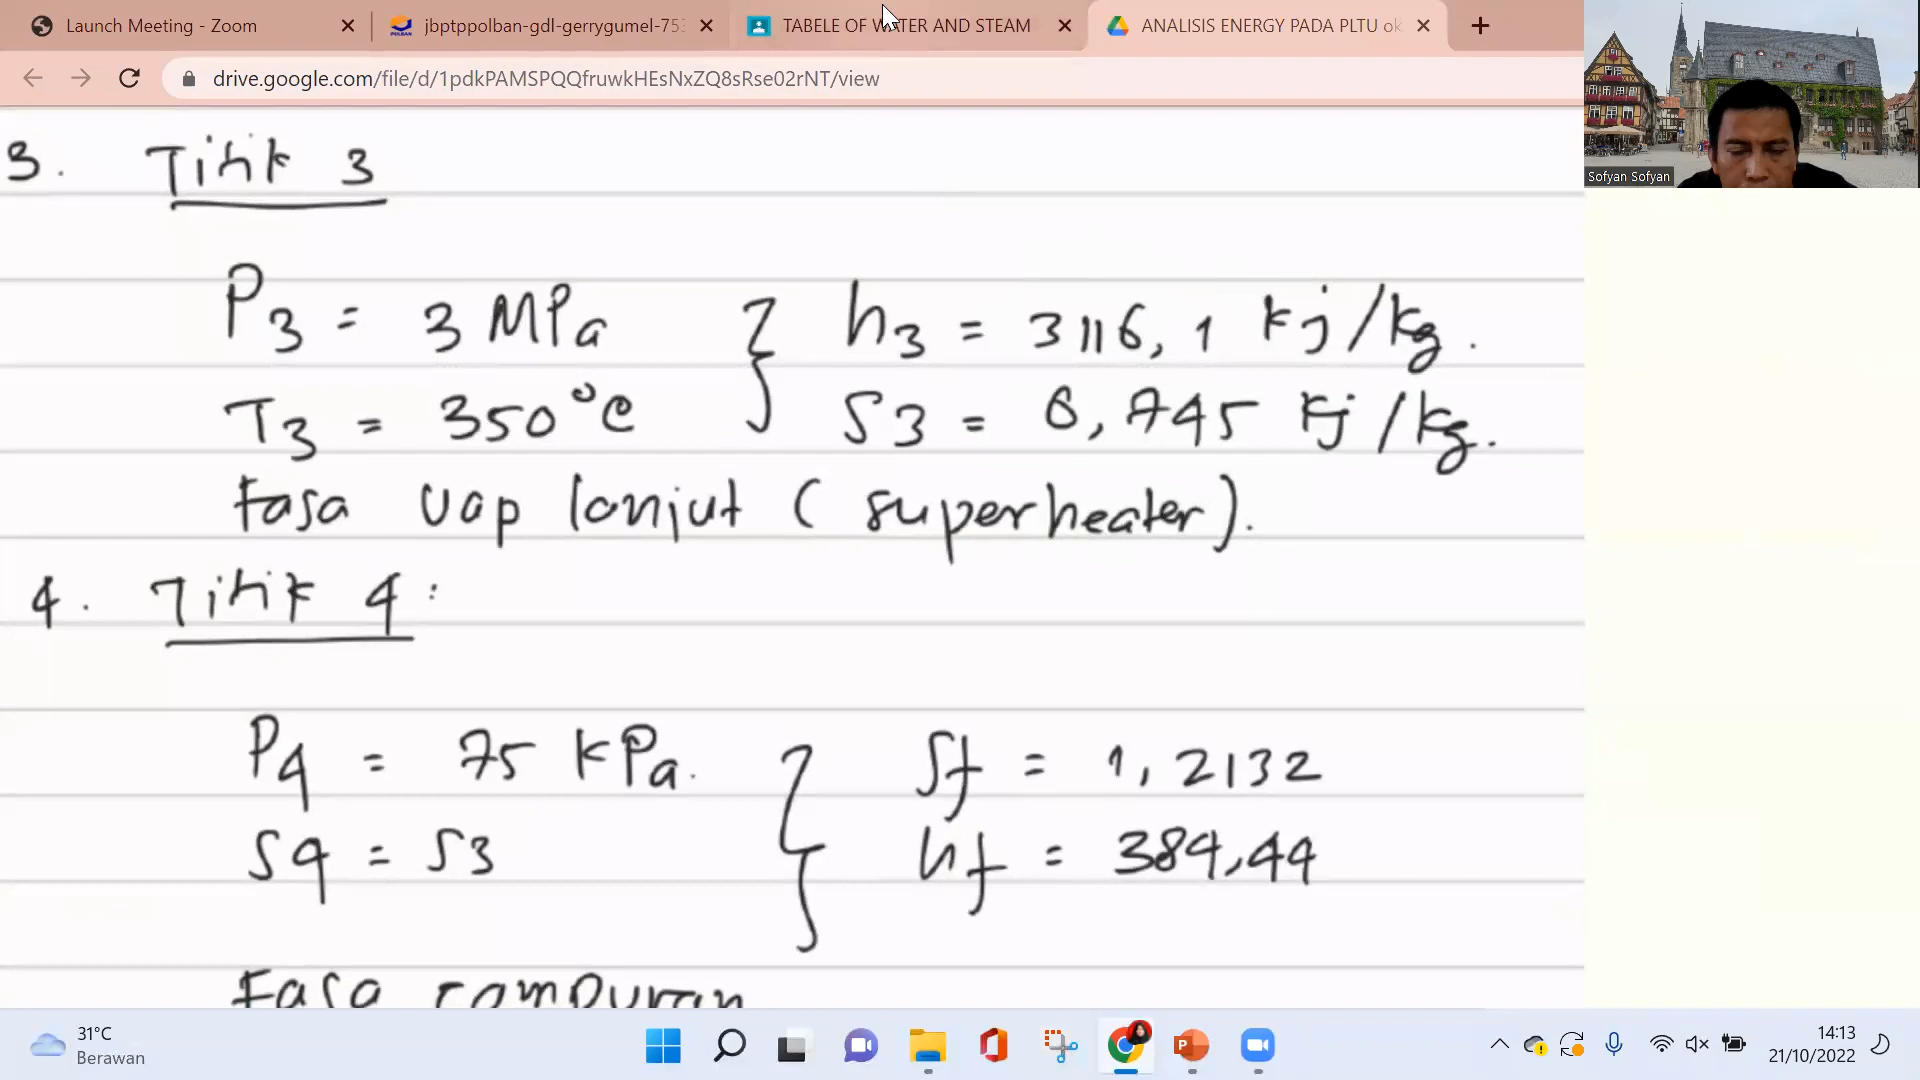 Launch Meeting - Zoom
jbptppolban-gdl-gerrygumel-753
TABELE OF WATER AND STEAM
ANALISIS ENERGY PADA PLTU ok
drive.google.com/file/d/1pdkPAMSPQQfruwkHEsNxZQ8sRse02rNT/view
Sofyan Sofyan
3. Titik 3
P3 = 3 MPa
h3 = 3116,1 kj/kg.
T3 = 350°C
S3 = 6,745 kj/kg.
Fasa uap lanjut (superheater).
4. Titik 4:
P4 = 75 kPa.
Sf = 1,2132
S4 = S3
hf = 384,44
Fasa campuran
31°C
Berawan
14:13
21/10/2022